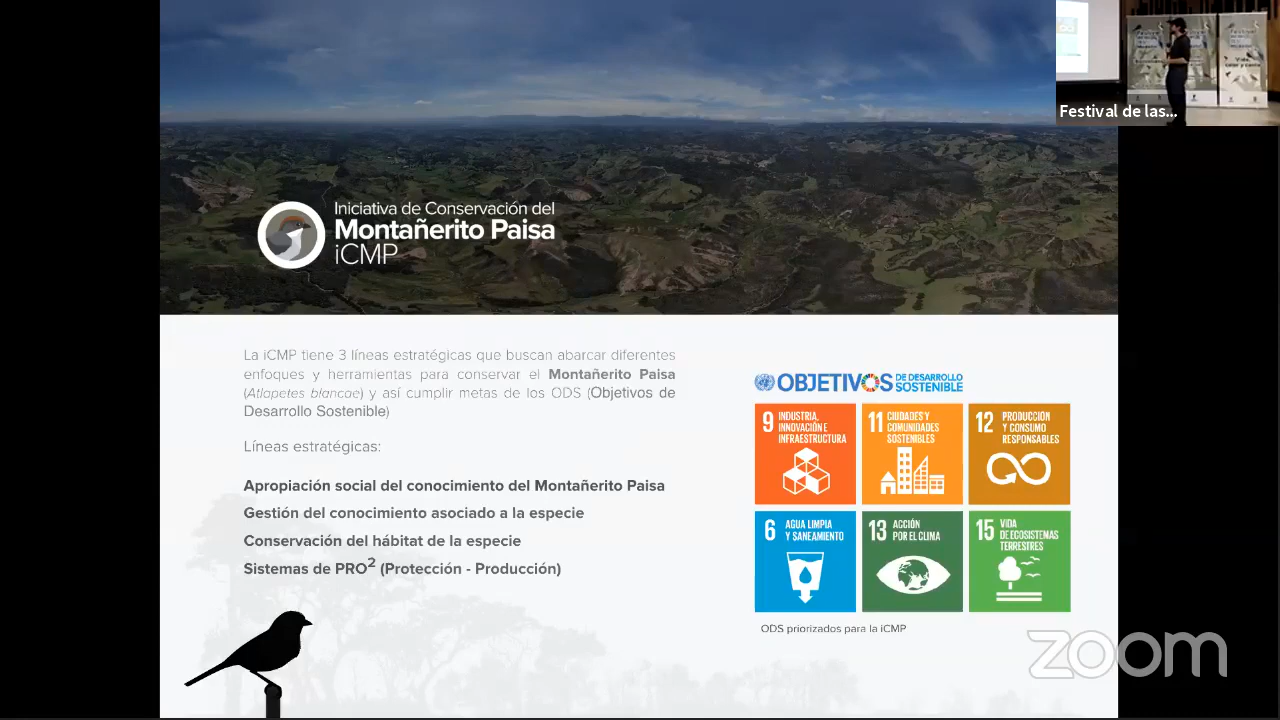 Festival de las...
Iniciativa de Conservación del
Montañerito Paisa
iCMP
La iCMP tiene 3 líneas estratégicas que buscan abarcar diferentes
enfoques y herramientas para conservar el Montañerito Paisa
(Atlapetes blancae) y así cumplir metas de los ODS (Objetivos de
Desarrollo Sostenible)
Líneas estratégicas:
Apropiación social del conocimiento del Montañerito Paisa
Gestión del conocimiento asociado a la especie
Conservación del hábitat de la especie
Sistemas de PRO² (Protección - Producción)
OBJETIVOS DE DESARROLLO
SOSTENIBLE
9 INDUSTRIA,
INNOVACIÓN E
INFRAESTRUCTURA
11 CIUDADES Y
COMUNIDADES
SOSTENIBLES
12 PRODUCCIÓN
Y CONSUMO
RESPONSABLES
6 AGUA LIMPIA
Y SANEAMIENTO
13 ACCIÓN
POR EL CLIMA
15 VIDA
DE ECOSISTEMAS
TERRESTRES
ODS priorizados para la iCMP
zoom